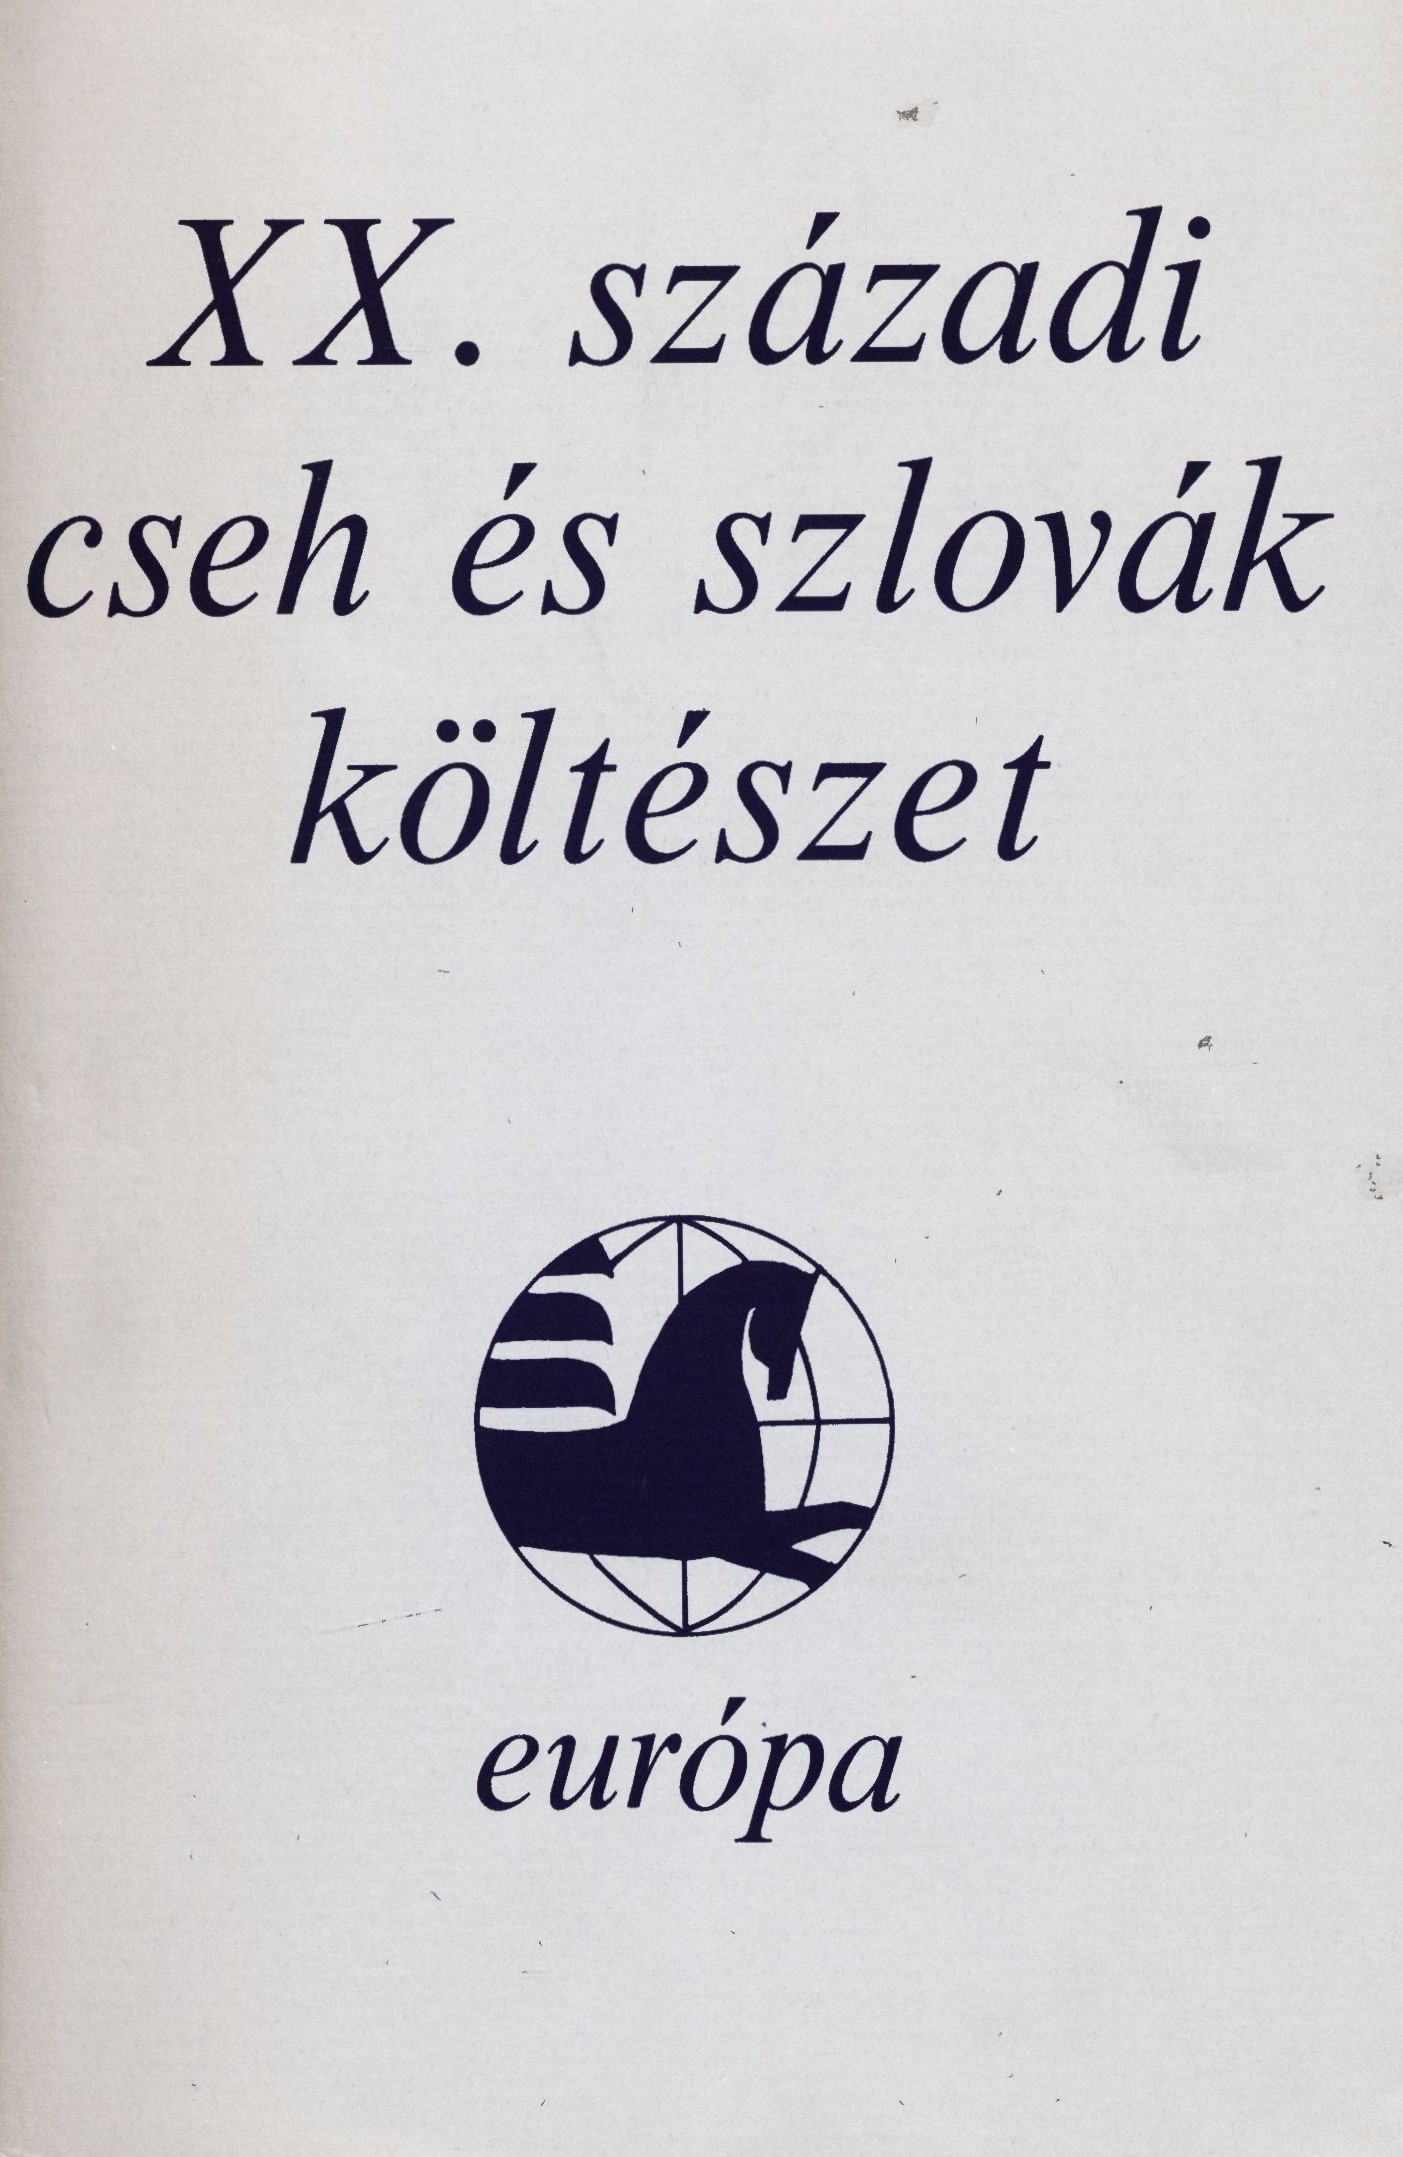 XX. századi
cseh és szlovák
költészet
európa